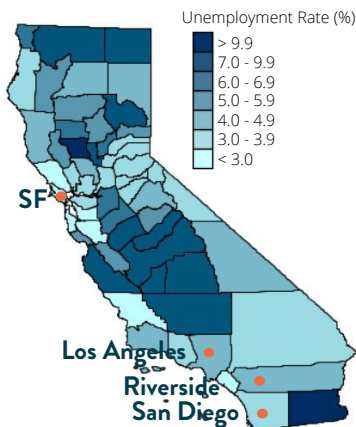 Unemployment Rate (%)
> 9.9
7.0 - 9.9
6.0 - 6.9
5.0 - 5.9
4.0 - 4.9
3.0 - 3.9
< 3.0
SF
Los Angeles
Riverside
San Diego